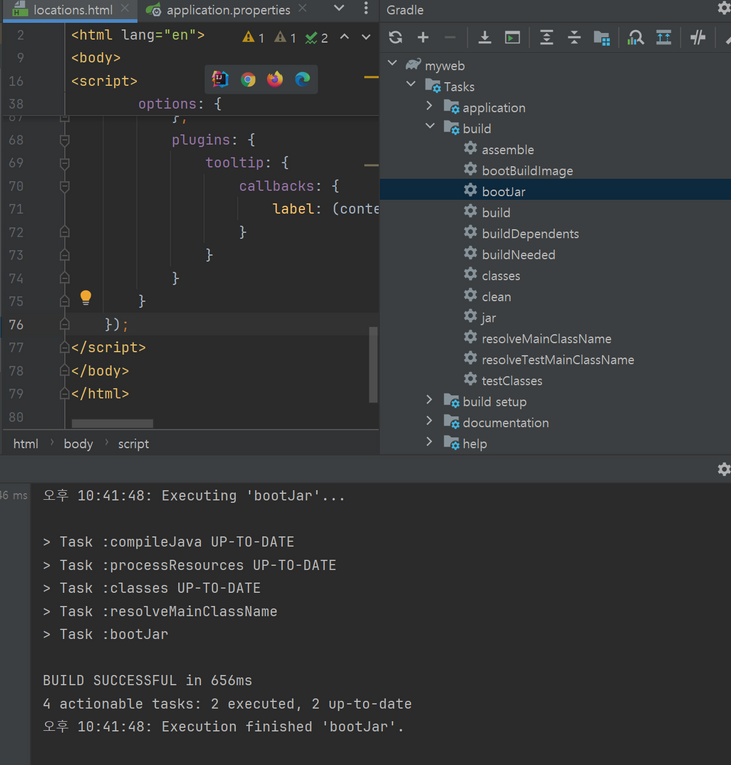 locations.html
application.properties
2 <html lang="en">
1 1 2
9 <body>
16 <script>
38 options: {
},
68 plugins: {
69 tooltip: {
70 callbacks: {
71 label: (conte
72 }
73 }
74 }
75 }
76 });
77 </script>
78 </body>
79 </html>
80
html body script
Gradle
myweb
Tasks
application
build
assemble
bootBuildImage
bootJar
build
buildDependents
buildNeeded
classes
clean
jar
resolveMainClassName
resolveTestMainClassName
testClasses
build setup
documentation
help
46 ms
오후 10:41:48: Executing 'bootJar'...
> Task :compileJava UP-TO-DATE
> Task :processResources UP-TO-DATE
> Task :classes UP-TO-DATE
> Task :resolveMainClassName
> Task :bootJar
BUILD SUCCESSFUL in 656ms
4 actionable tasks: 2 executed, 2 up-to-date
오후 10:41:48: Execution finished 'bootJar'.